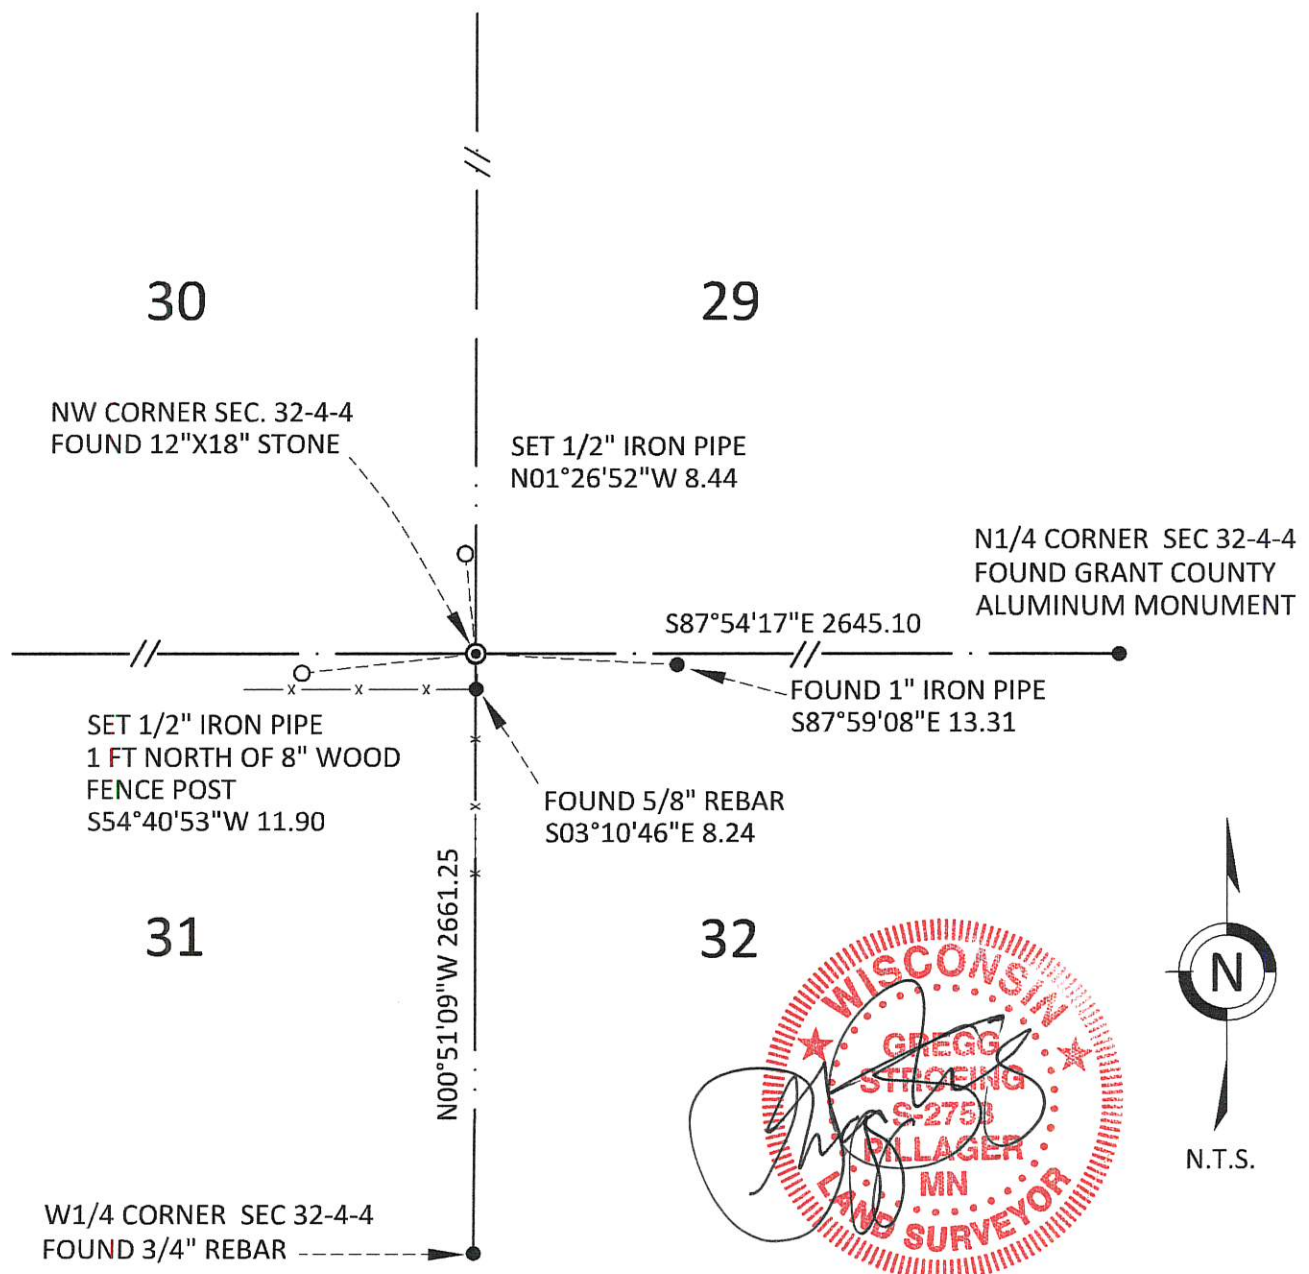 30
29
NW CORNER SEC. 32-4-4
FOUND 12"X18" STONE
SET 1/2" IRON PIPE
N01°26'52"W 8.44
N1/4 CORNER SEC 32-4-4
FOUND GRANT COUNTY
ALUMINUM MONUMENT
S87°54'17"E 2645.10
FOUND 1" IRON PIPE
S87°59'08"E 13.31
SET 1/2" IRON PIPE
1 FT NORTH OF 8" WOOD
FENCE POST
S54°40'53"W 11.90
FOUND 5/8" REBAR
S03°10'46"E 8.24
N00°51'09"W 2661.25
31
32
WISCONSIN
GREGG
STROEING
PILLAGER
MN
LAND SURVEYOR
N
N.T.S.
W1/4 CORNER SEC 32-4-4
FOUND 3/4" REBAR